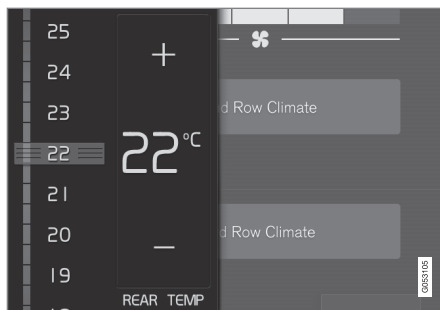 25
24
23
22
21
20
19
+
22°C
−
REAR TEMP
Row Climate
Row Climate
G053105